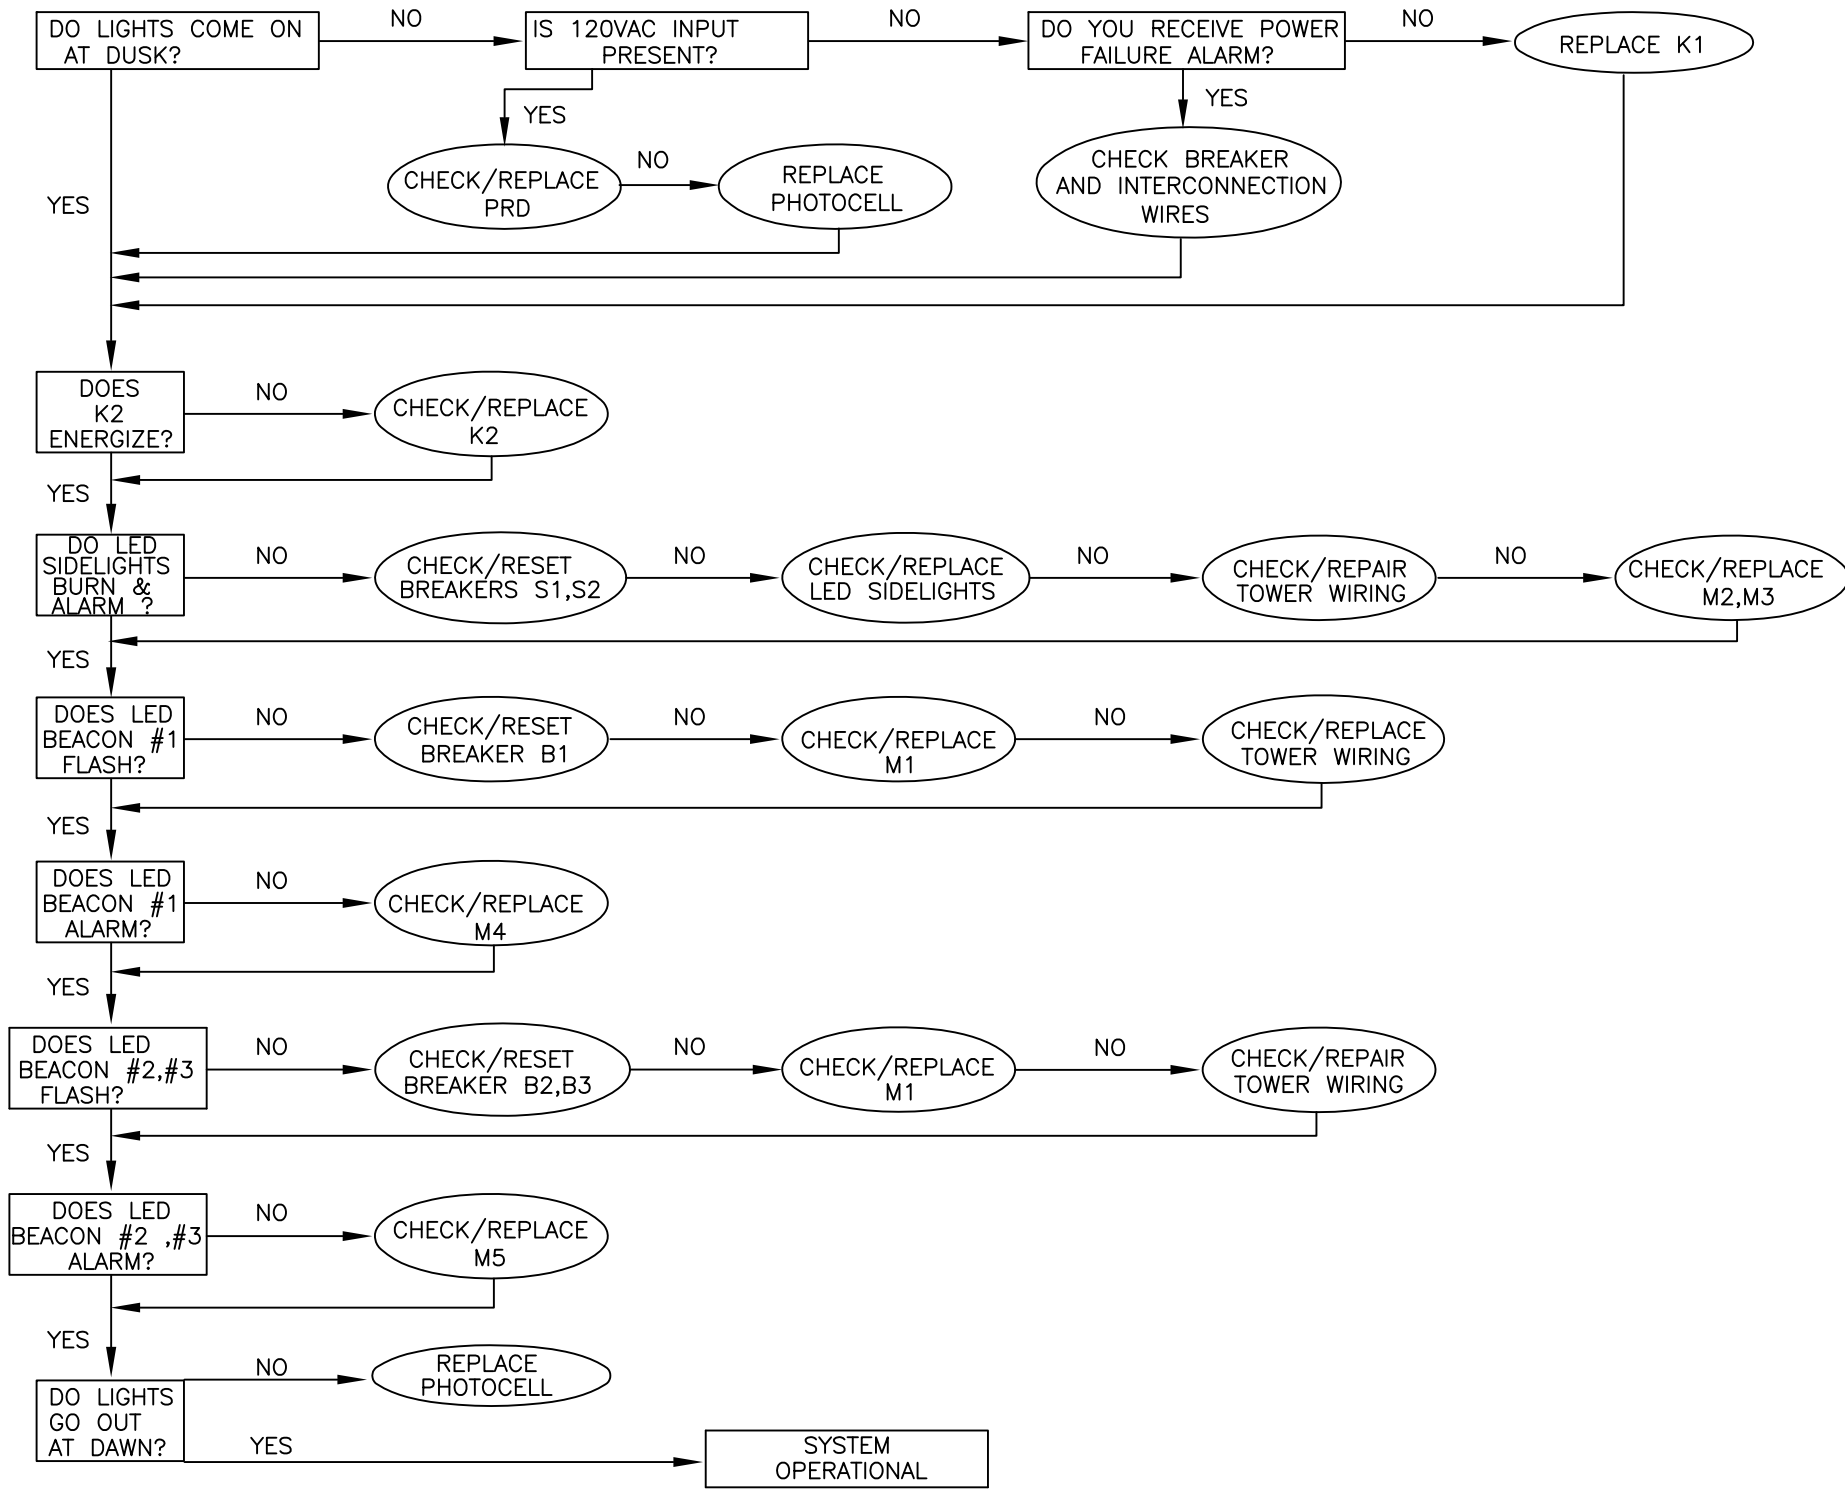 DO LIGHTS COME ON
AT DUSK?
NO
IS 120VAC INPUT
PRESENT?
NO
DO YOU RECEIVE POWER
FAILURE ALARM?
NO
REPLACE K1
YES
YES
CHECK/REPLACE
PRD
NO
REPLACE
PHOTOCELL
CHECK BREAKER
AND INTERCONNECTION
WIRES
YES
DOES
K2
ENERGIZE?
NO
CHECK/REPLACE
K2
YES
DO LED
SIDELIGHTS
BURN &
ALARM ?
NO
CHECK/RESET
BREAKERS S1,S2
NO
CHECK/REPLACE
LED SIDELIGHTS
NO
CHECK/REPAIR
TOWER WIRING
NO
CHECK/REPLACE
M2,M3
YES
DOES LED
BEACON #1
FLASH?
NO
CHECK/RESET
BREAKER B1
NO
CHECK/REPLACE
M1
NO
CHECK/REPLACE
TOWER WIRING
YES
DOES LED
BEACON #1
ALARM?
NO
CHECK/REPLACE
M4
YES
DOES LED
BEACON #2,#3
FLASH?
NO
CHECK/RESET
BREAKER B2,B3
NO
CHECK/REPLACE
M1
NO
CHECK/REPAIR
TOWER WIRING
YES
DOES LED
BEACON #2 ,#3
ALARM?
NO
CHECK/REPLACE
M5
YES
DO LIGHTS
GO OUT
AT DAWN?
NO
REPLACE
PHOTOCELL
YES
SYSTEM
OPERATIONAL